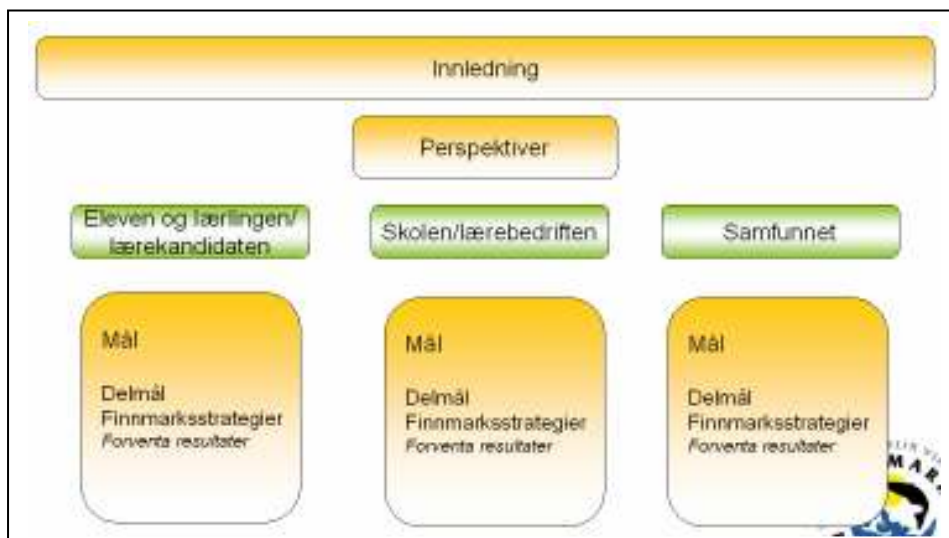 Innledning
Perspektiver
Eleven og lærlingen/
lærekandidaten
Skolen/lærebedriften
Samfunnet
Mål
Delmål
Finnmarksstrategier
Forventa resultater
Mål
Delmål
Finnmarksstrategier
Forventa resultater
Mål
Delmål
Finnmarksstrategier
Forventa resultater